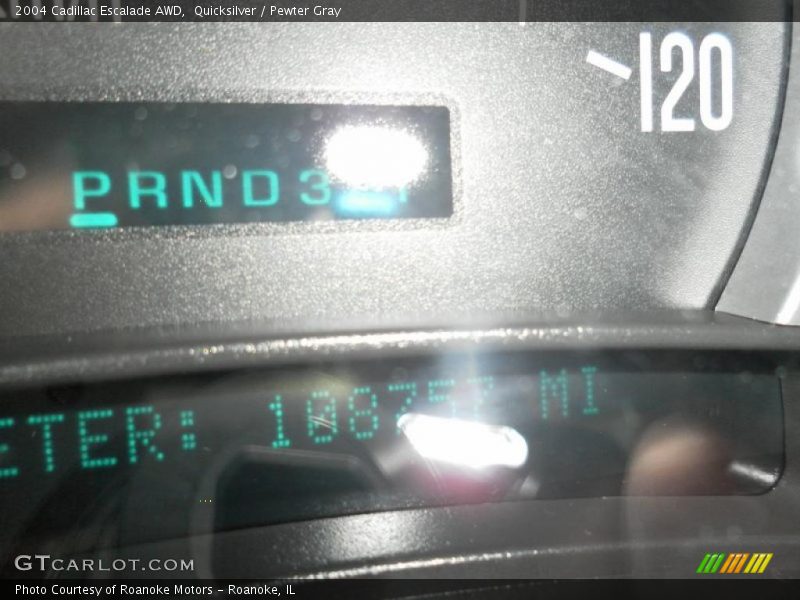 2004 Cadillac Escalade AWD,  Quicksilver / Pewter Gray
120
PRND3
ETER: 108757 MI
GTCARLOT.COM
Photo Courtesy of Roanoke Motors - Roanoke, IL